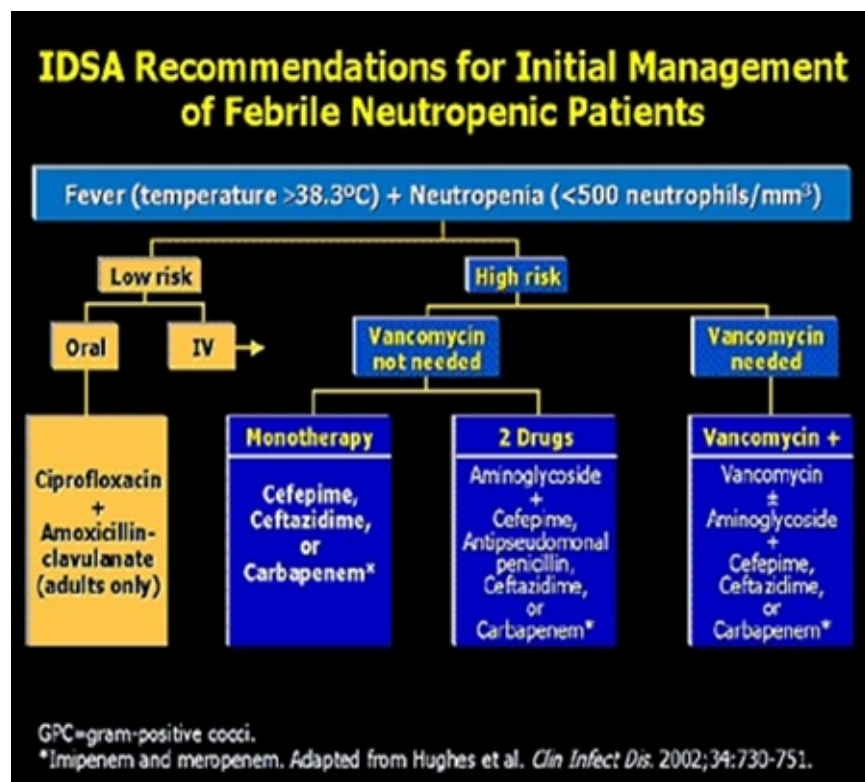 IDSA Recommendations for Initial Management
of Febrile Neutropenic Patients
Fever (temperature >38.3ºC) + Neutropenia (<500 neutrophils/mm³)
Low risk
High risk
Oral
IV
Vancomycin
not needed
Vancomycin
needed
Ciprofloxacin
+
Amoxicillin-
clavulanate
(adults only)
Monotherapy
Cefepime,
Ceftazidime,
or
Carbapenem*
2 Drugs
Aminoglycoside
+
Cefepime,
Antipseudomonal
penicillin,
Ceftazidime,
or
Carbapenem*
Vancomycin +
Vancomycin
±
Aminoglycoside
+
Cefepime,
Ceftazidime,
or
Carbapenem*
GPC=gram-positive cocci.
*Imipenem and meropenem. Adapted from Hughes et al. Clin Infect Dis. 2002;34:730-751.